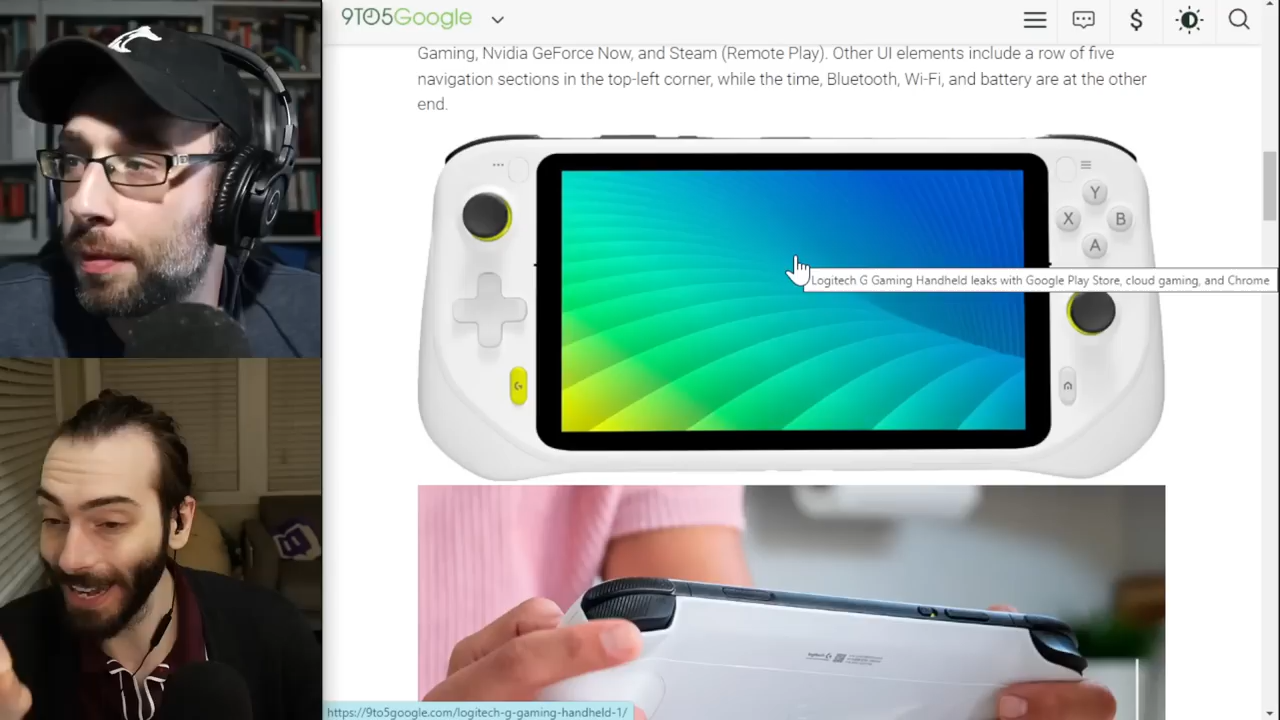 9TO5Google
Gaming, Nvidia GeForce Now, and Steam (Remote Play). Other UI elements include a row of five
navigation sections in the top-left corner, while the time, Bluetooth, Wi-Fi, and battery are at the other
end.
Y
X
B
A
Logitech G Gaming Handheld leaks with Google Play Store, cloud gaming, and Chrome
G
https://9to5google.com/logitech-g-gaming-handheld-1/